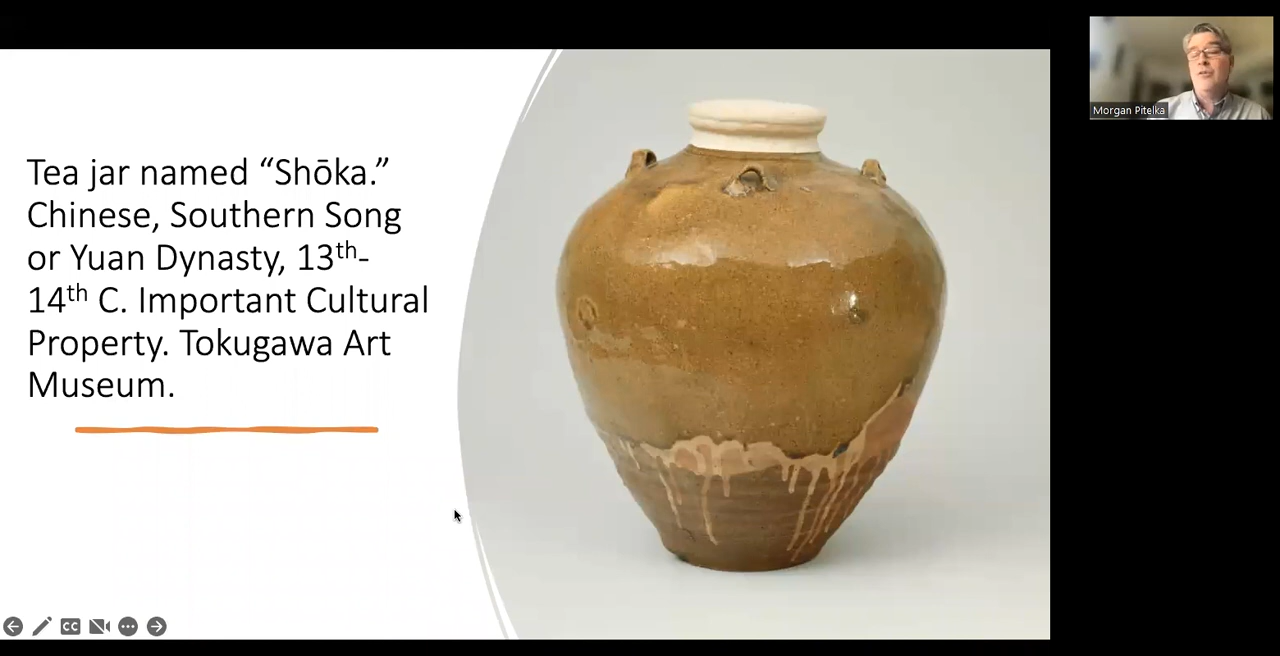 Tea jar named “Shōka.”
Chinese, Southern Song
or Yuan Dynasty, 13th-
14th C. Important Cultural
Property. Tokugawa Art
Museum.
Morgan Pitelka
CC